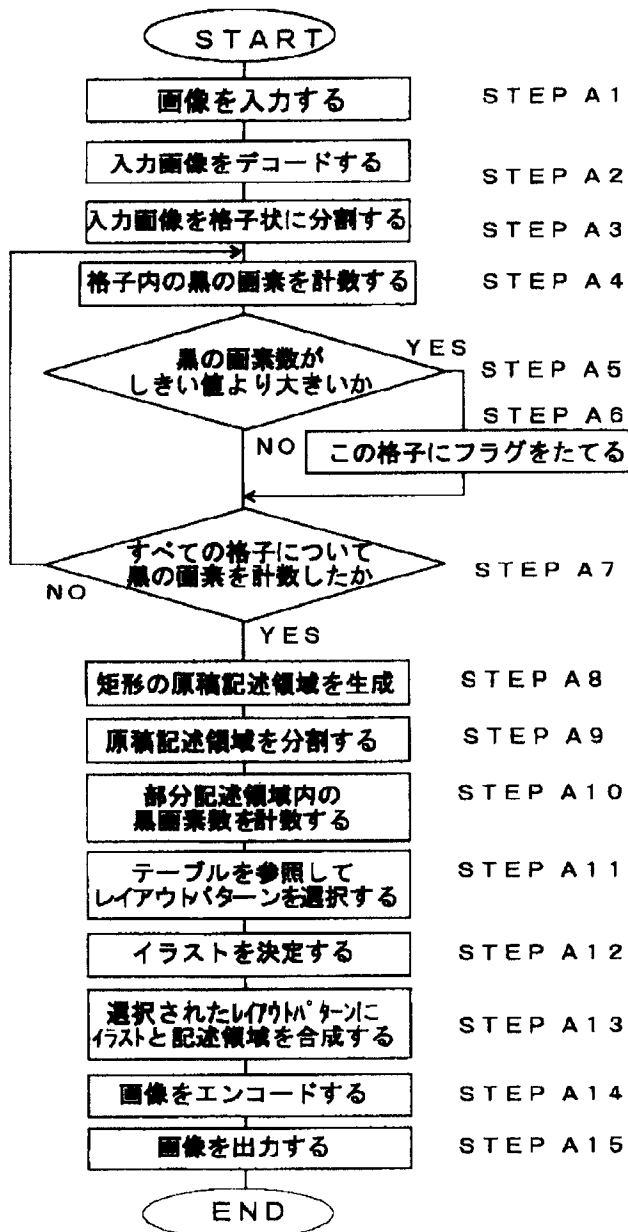 START
画像を入力する
STEP A1
入力画像をデコードする
STEP A2
入力画像を格子状に分割する
STEP A3
格子内の黒の画素を計数する
STEP A4
黒の画素数が
しきい値より大きいか
YES
STEP A5
STEP A6
NO
この格子にフラグをたてる
すべての格子について
黒の画素を計数したか
STEP A7
NO
YES
矩形の原稿記述領域を生成
STEP A8
原稿記述領域を分割する
STEP A9
部分記述領域内の
黒画素数を計数する
STEP A10
テーブルを参照して
レイアウトパターンを選択する
STEP A11
イラストを決定する
STEP A12
選択されたレイアウトパターンに
イラストと記述領域を合成する
STEP A13
画像をエンコードする
STEP A14
画像を出力する
STEP A15
END